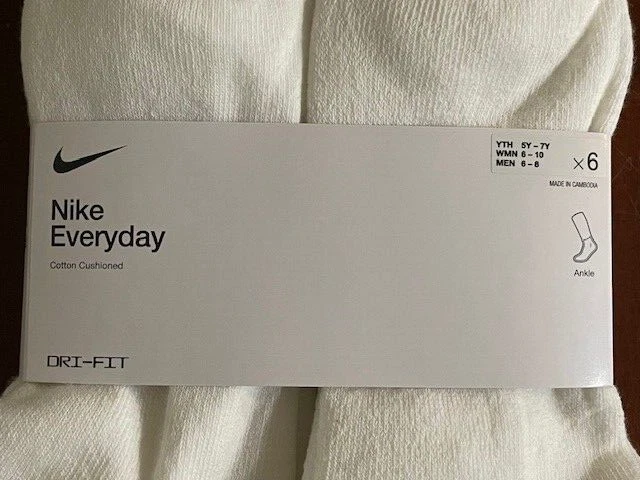 YTH 5Y – 7Y
WMN 6 – 10
MEN 6 – 8
×6
MADE IN CAMBODIA
Nike
Everyday
Cotton Cushioned
Ankle
DRI-FIT